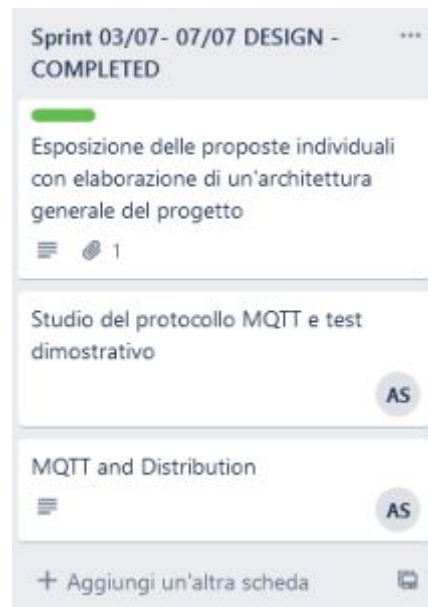 Sprint 03/07- 07/07 DESIGN -
COMPLETED
Esposizione delle proposte individuali
con elaborazione di un'architettura
generale del progetto
1
Studio del protocollo MQTT e test
dimostrativo
AS
MQTT and Distribution
AS
+ Aggiungi un'altra scheda